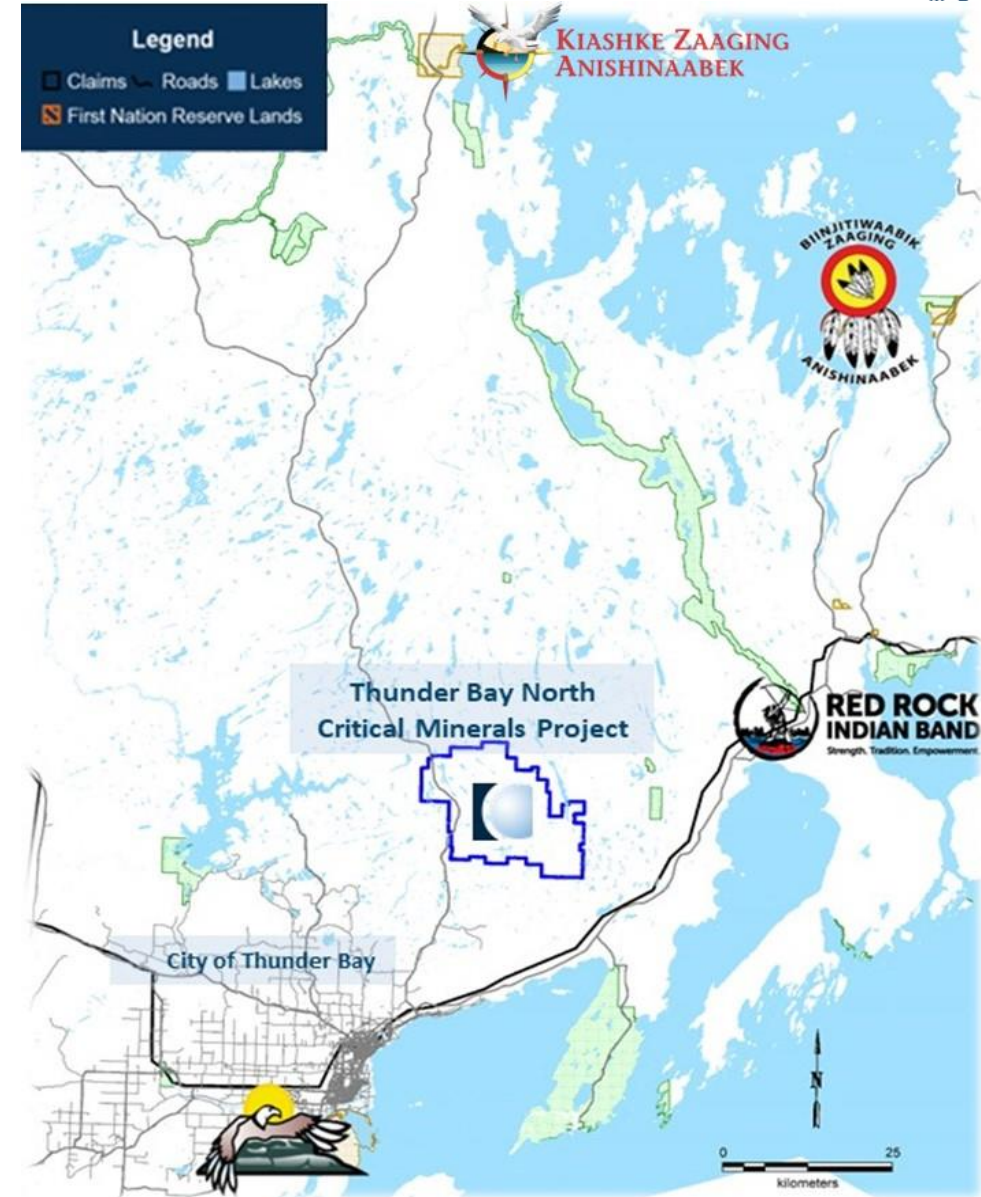 Legend
Claims Roads Lakes
First Nation Reserve Lands
KIASHKE ZAAGING
ANISHINAABEK
BIINJITIWAABIK
ZAAGING
ANISHINAABEK
Thunder Bay North
Critical Minerals Project
RED ROCK
INDIAN BAND
Strength. Tradition. Empowerment.
City of Thunder Bay
N
0 25
kilometers